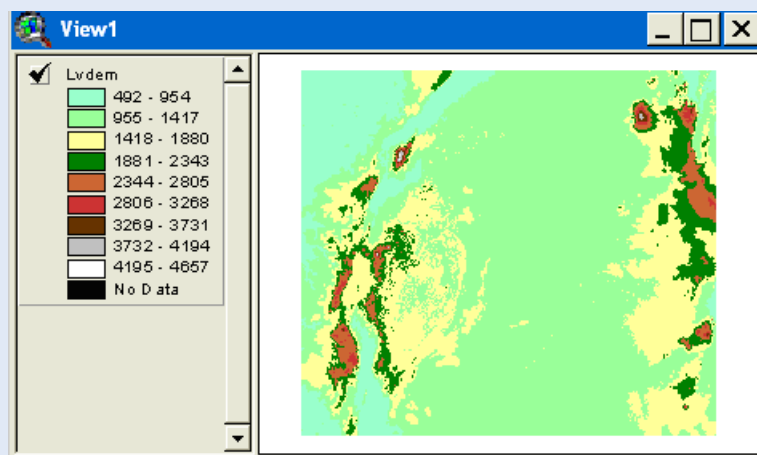 View1
Lvdem
492 - 954
955 - 1417
1418 - 1880
1881 - 2343
2344 - 2805
2806 - 3268
3269 - 3731
3732 - 4194
4195 - 4657
No Data